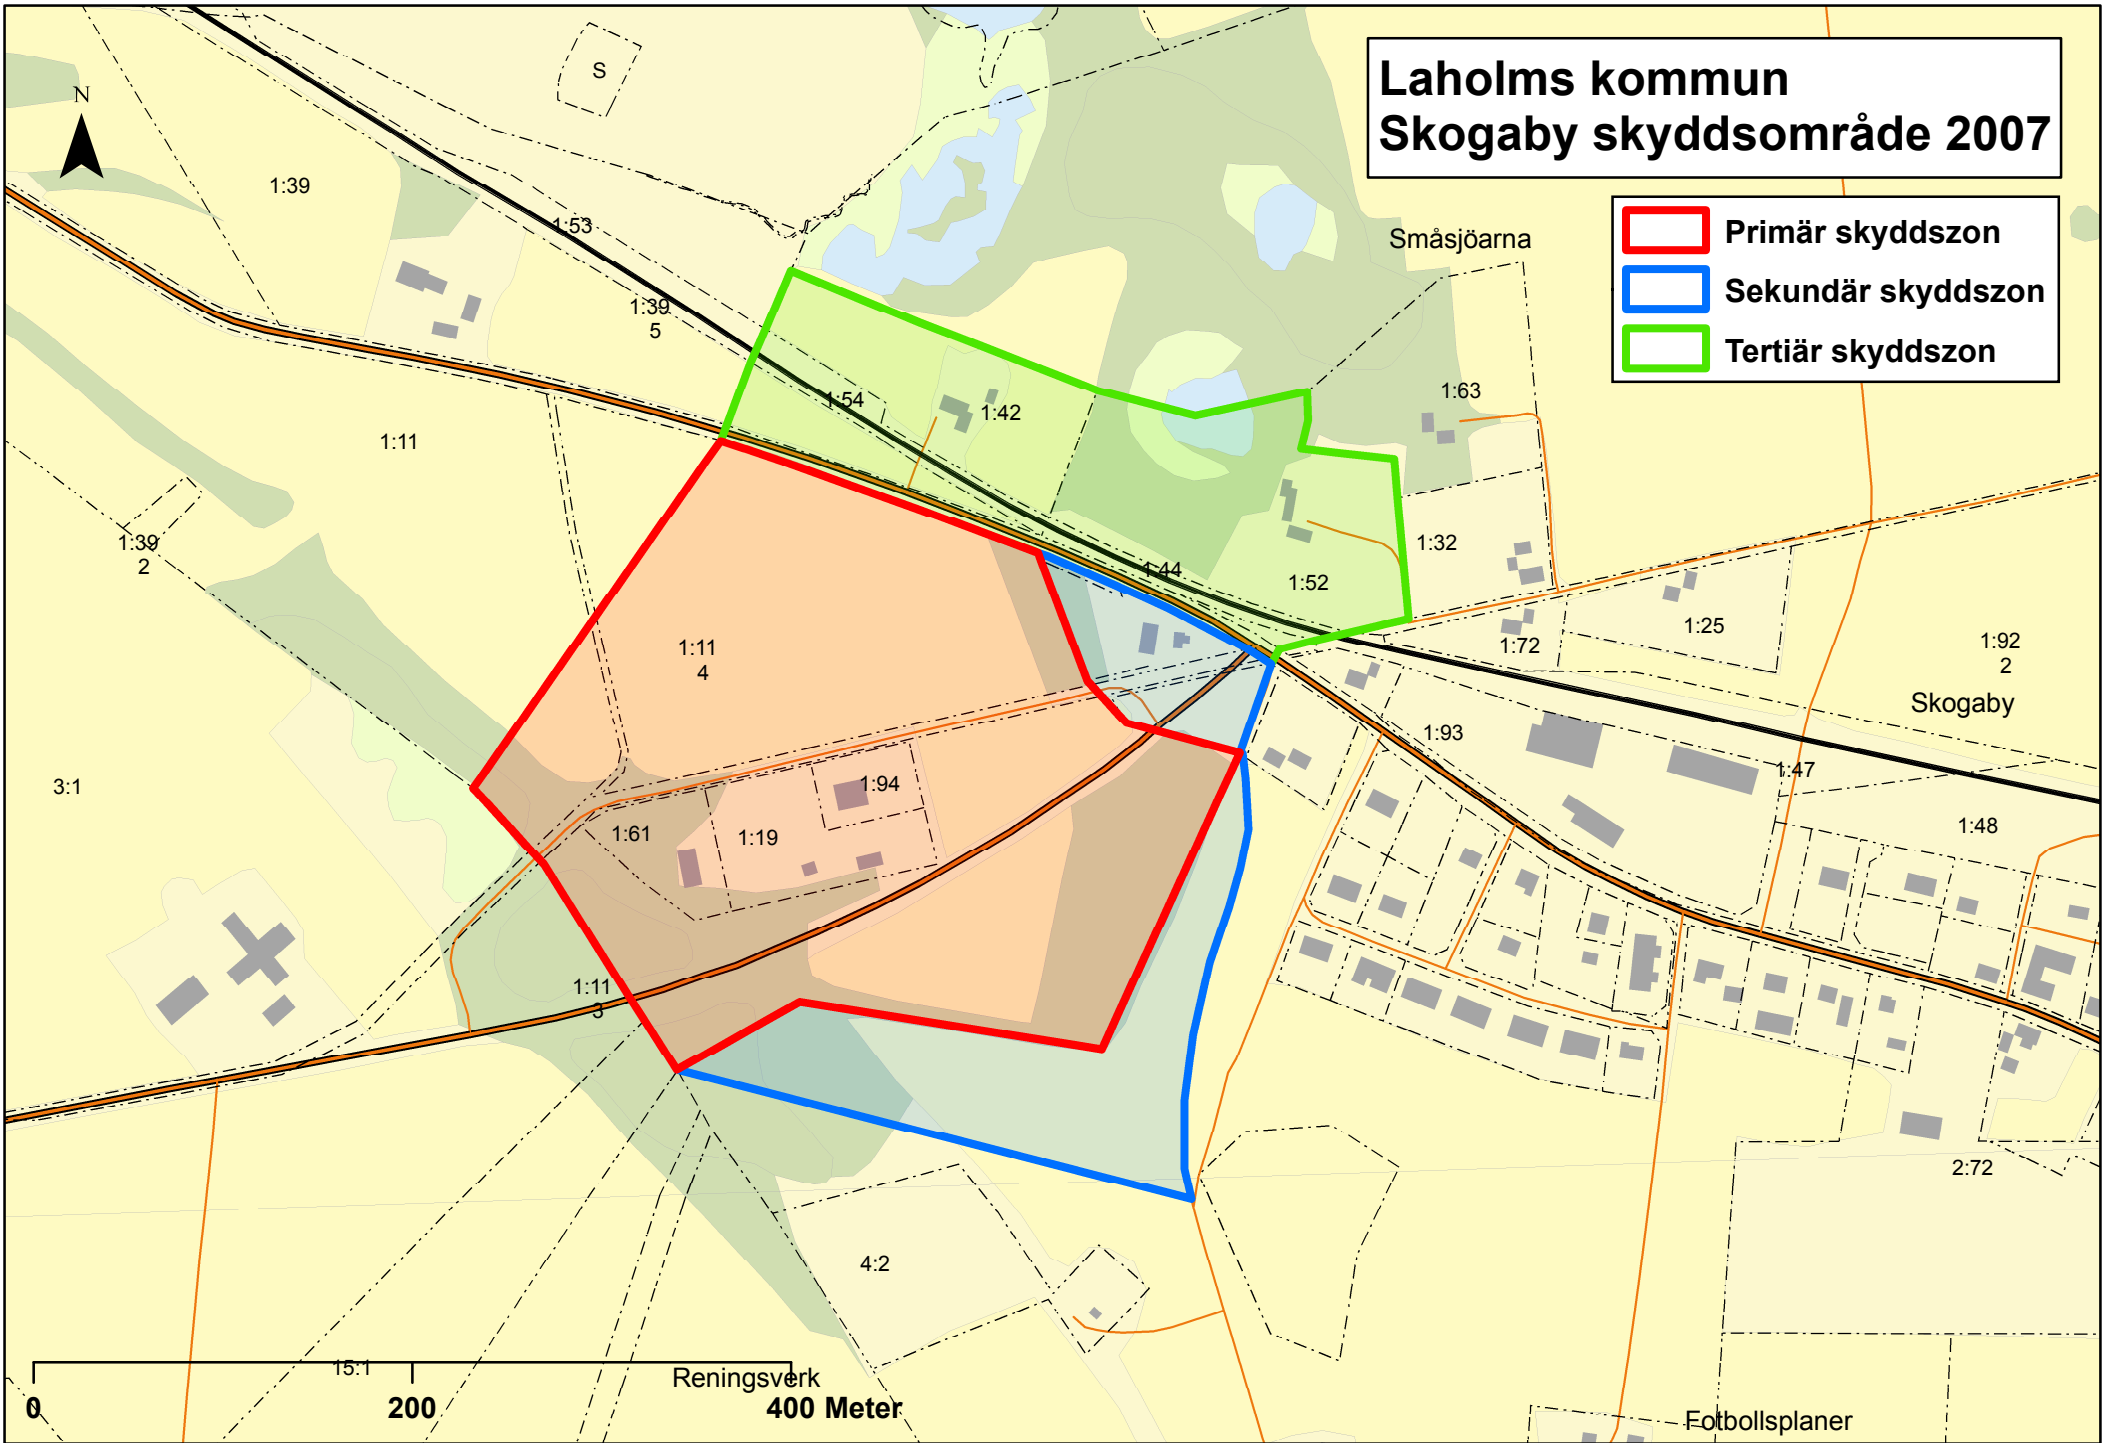 Laholms kommun
Skogaby skyddsområde 2007
Primär skyddszon
Sekundär skyddszon
Tertiär skyddszon
N
S
1:39
1:53
Småsjöarna
1:39
5
1:54
1:42
1:63
1:11
1:39
2
1:32
1:44
1:52
1:25
1:72
1:92
2
1:11
4
Skogaby
1:93
3:1
1:94
1:47
1:61
1:19
1:48
1:11
3
2:72
4:2
15:1
Reningsverk
0
200
400 Meter
Fotbollsplaner